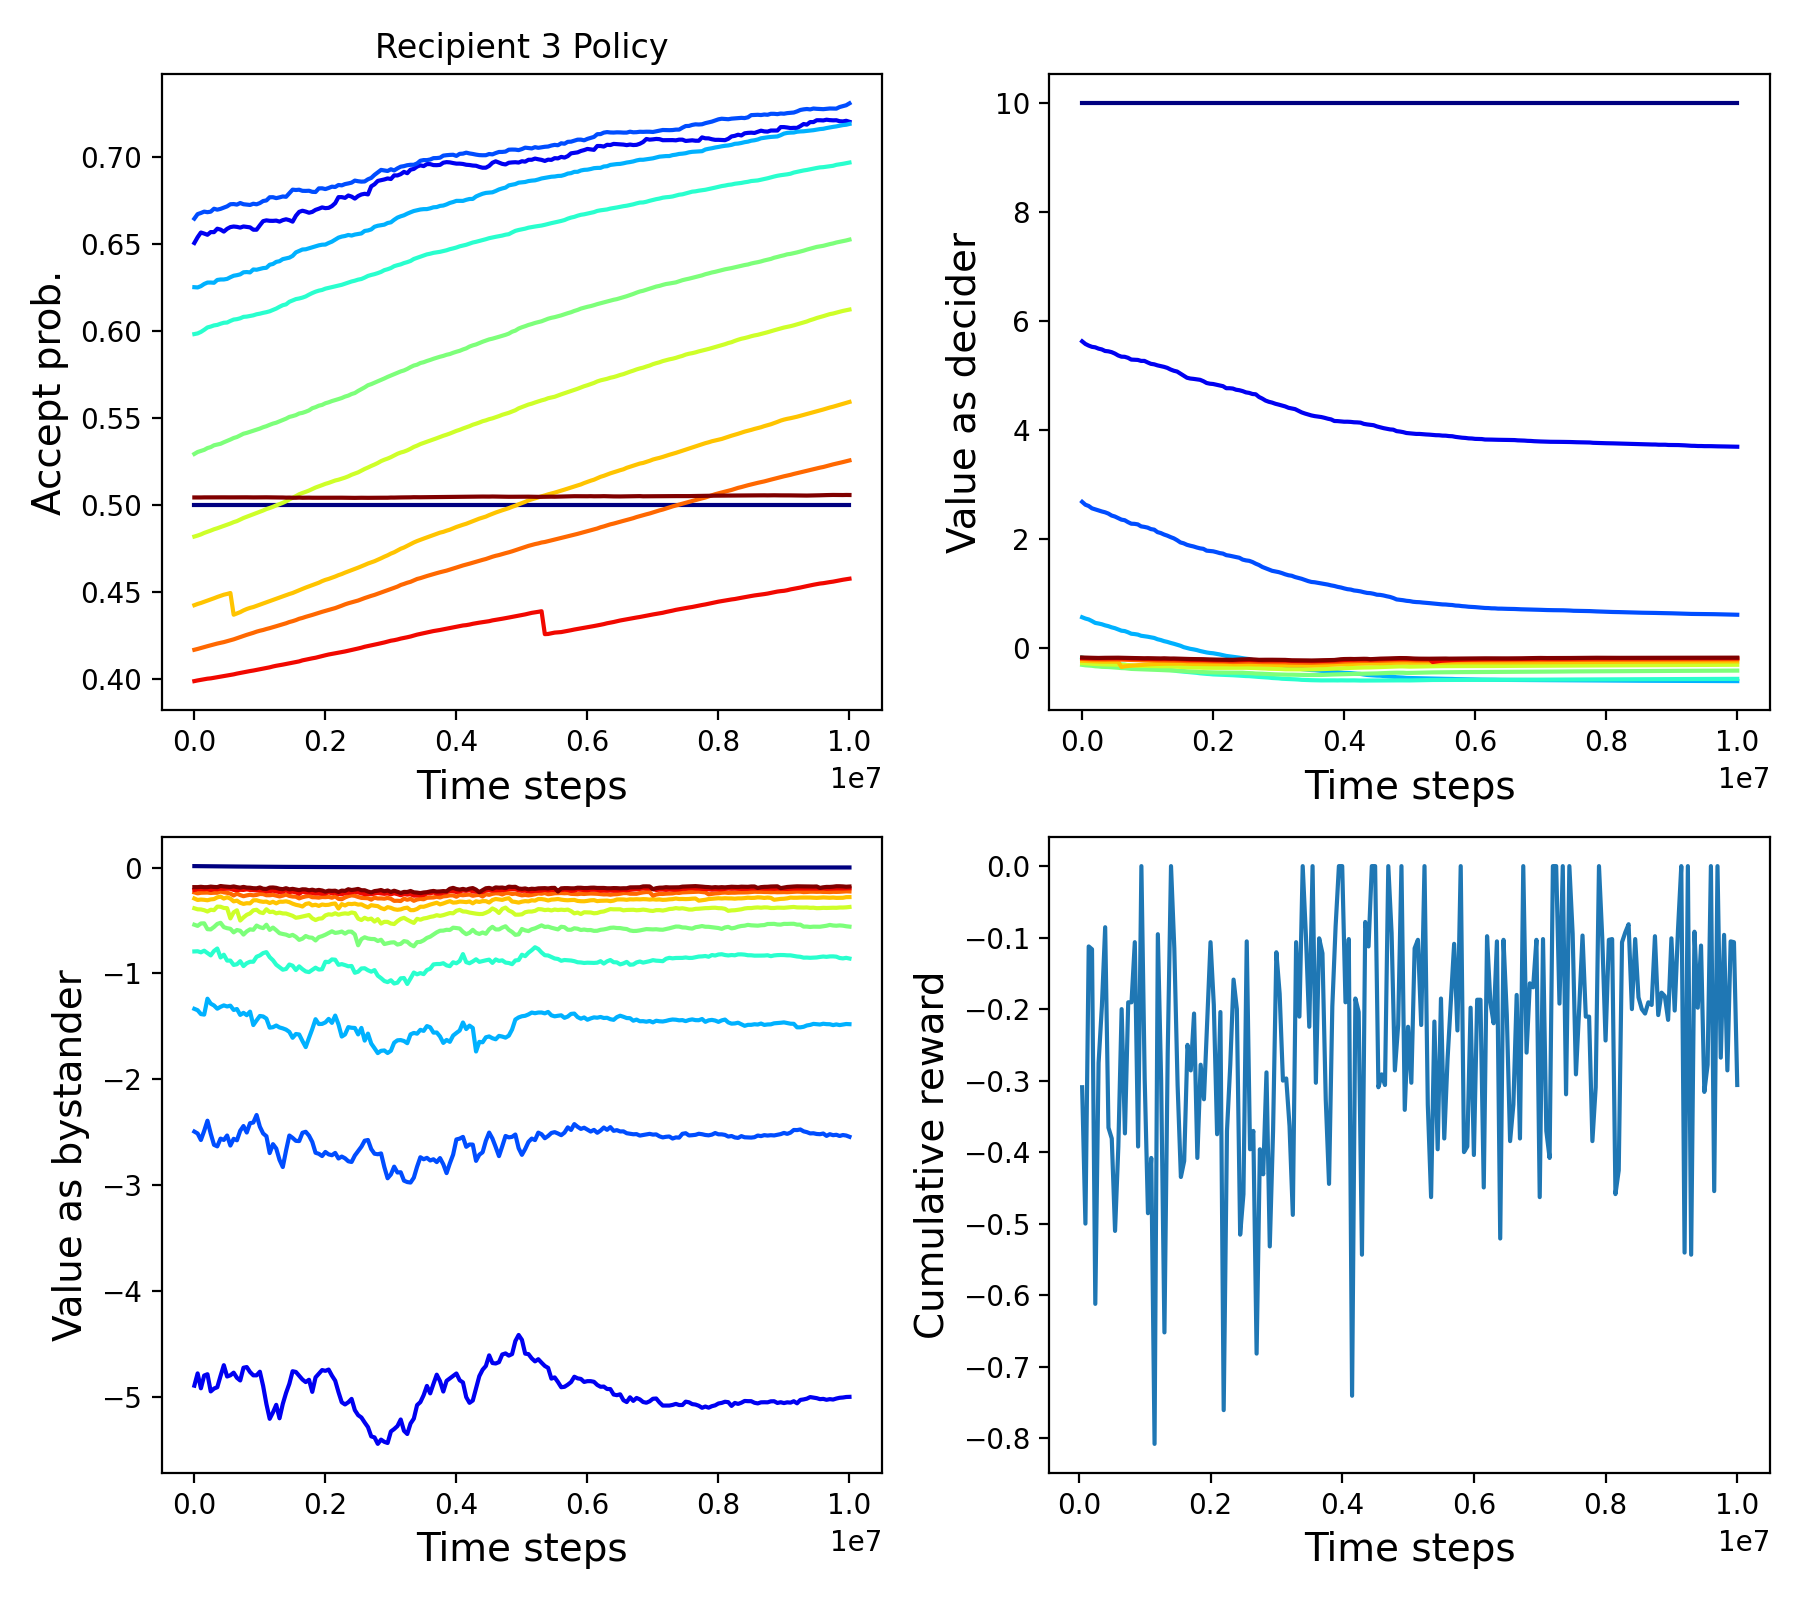 Recipient 3 Policy
Accept prob.
0.70
0.65
0.60
0.55
0.50
0.45
0.40
0.0 0.2 0.4 0.6 0.8 1.0
1e7
Time steps
Value as decider
10
8
6
4
2
0
0.0 0.2 0.4 0.6 0.8 1.0
1e7
Time steps
Value as bystander
0
−1
−2
−3
−4
−5
0.0 0.2 0.4 0.6 0.8 1.0
1e7
Time steps
Cumulative reward
0.0
−0.1
−0.2
−0.3
−0.4
−0.5
−0.6
−0.7
−0.8
0.0 0.2 0.4 0.6 0.8 1.0
1e7
Time steps